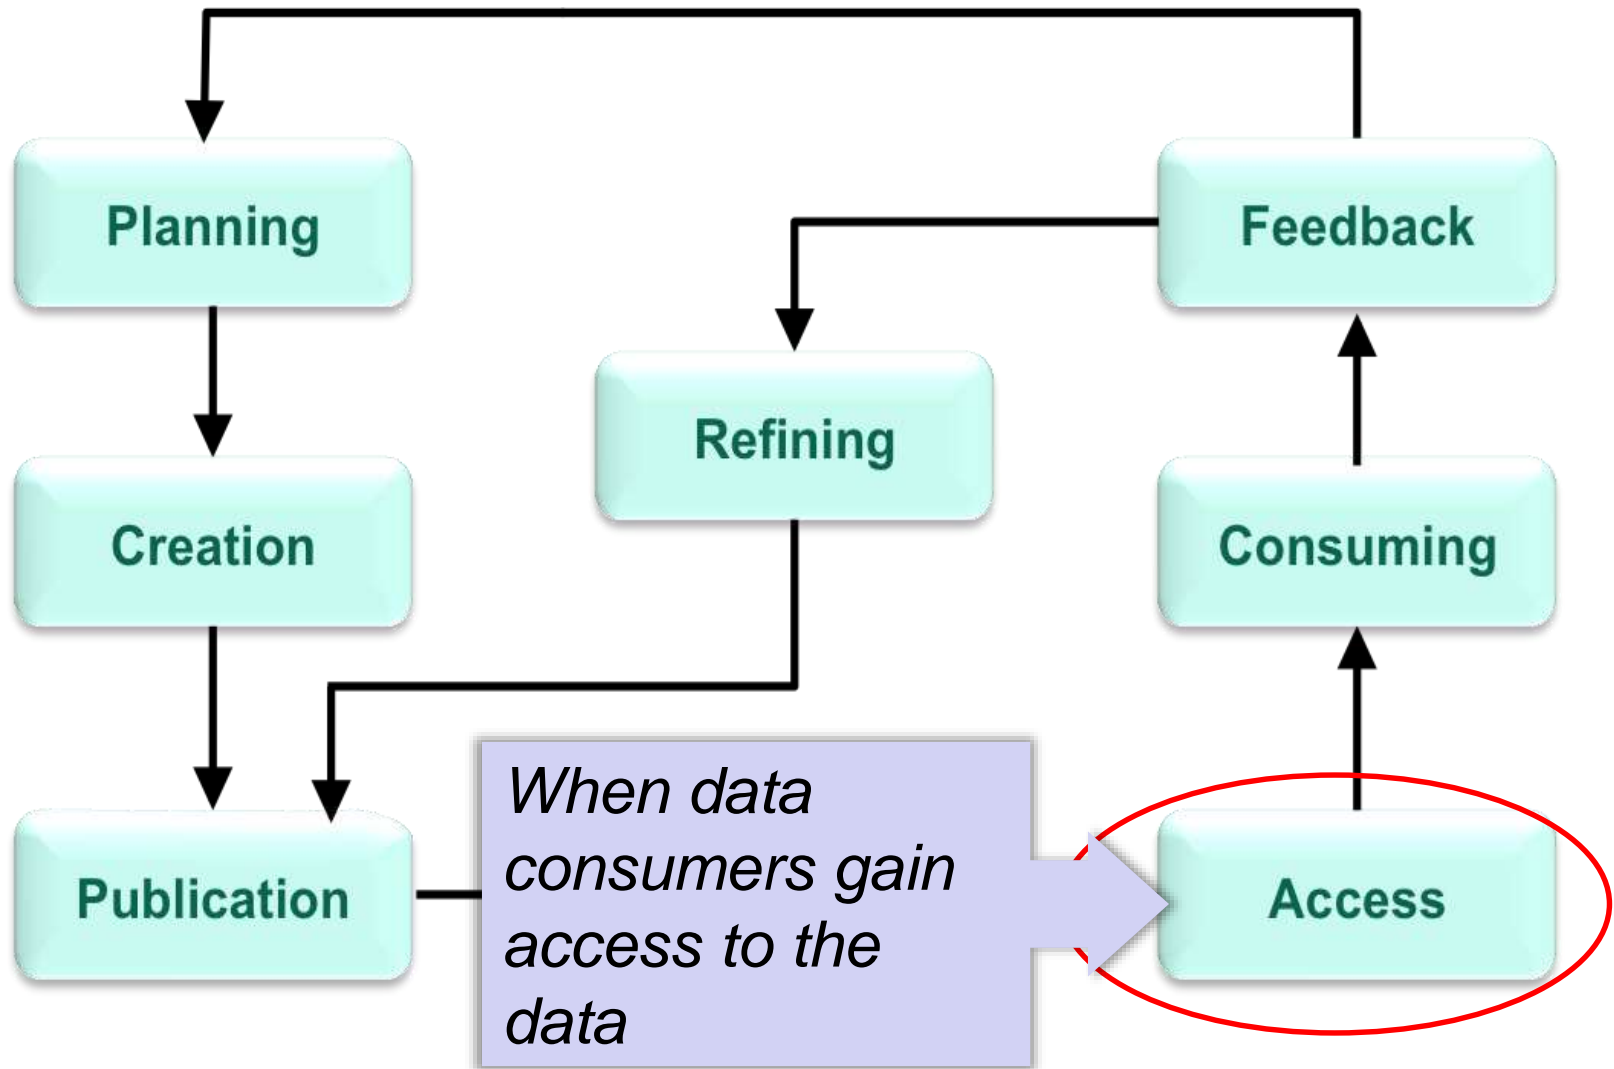 Planning
Feedback
Refining
Creation
Consuming
Publication
When data
consumers gain
access to the
data
Access